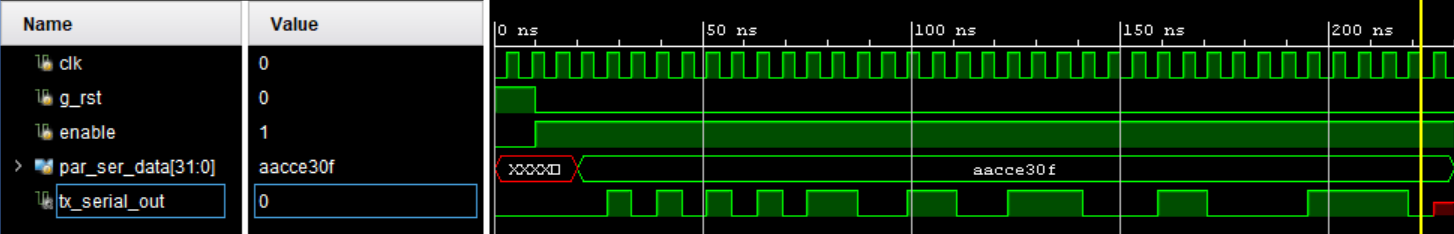 Name Value
0 ns 50 ns 100 ns 150 ns 200 ns
clk 0
g_rst 0
enable 1
par_ser_data[31:0] aacce30f XXXX aacce30f
tx_serial_out 0